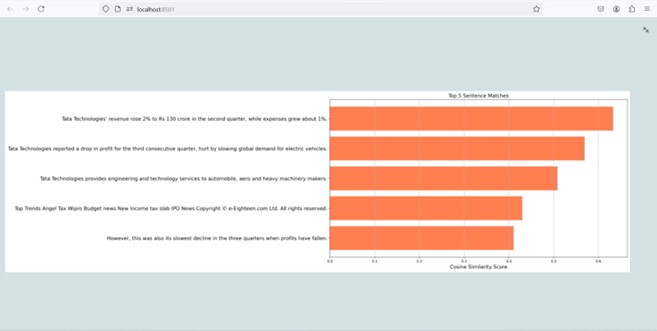 localhost:8501
Top 5 Sentence Matches
Tata Technologies' revenue rose 2% to Rs 130 crore in the second quarter, while expenses grew about 1%.
Tata Technologies reported a drop in profit for the third consecutive quarter, hurt by slowing global demand for electric vehicles.
Tata Technologies provides engineering and technology services to automobile, aero and heavy machinery makers.
Top Trends Angel Tax Wipro Budget news New Income tax slab IPO News Copyright © e-Eighteen.com Ltd. All rights reserved.
However, this was also its slowest decline in the three quarters when profits have fallen.
0.0 0.1 0.2 0.3 0.4 0.5 0.6
Cosine Similarity Score